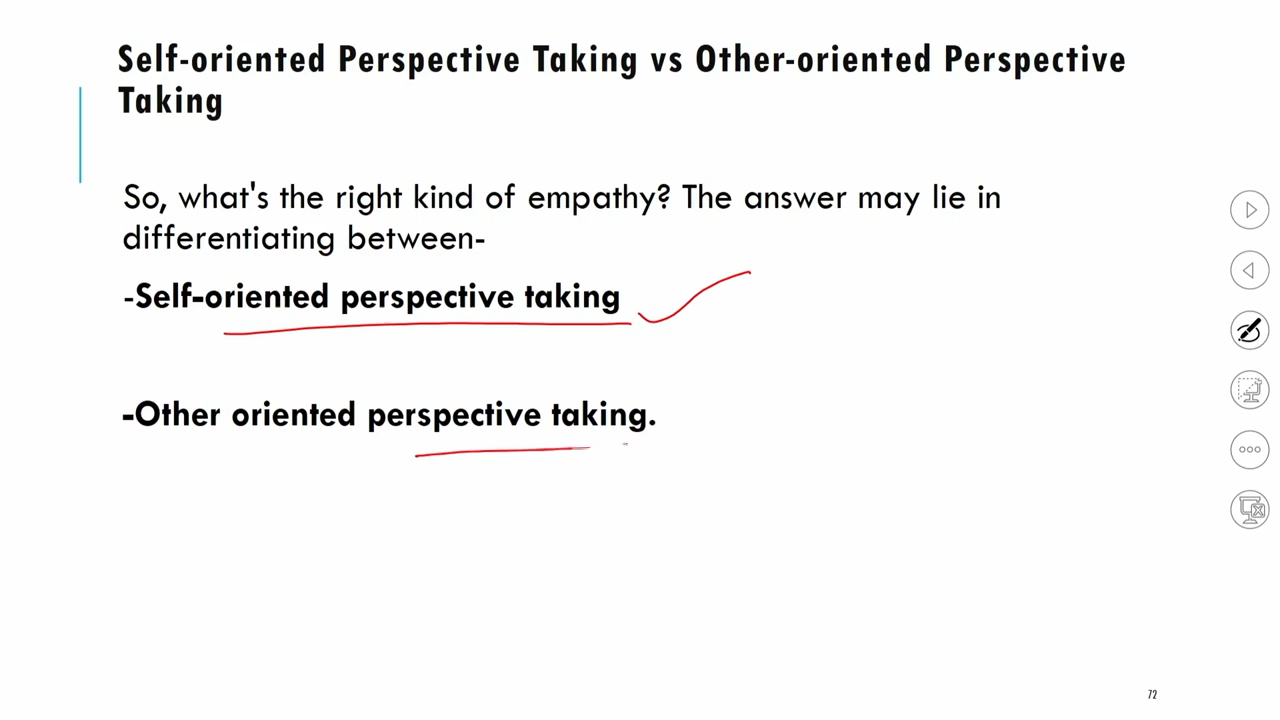 Self-oriented Perspective Taking vs Other-oriented Perspective
Taking
So, what's the right kind of empathy? The answer may lie in
differentiating between-
-Self-oriented perspective taking
-Other oriented perspective taking.
72